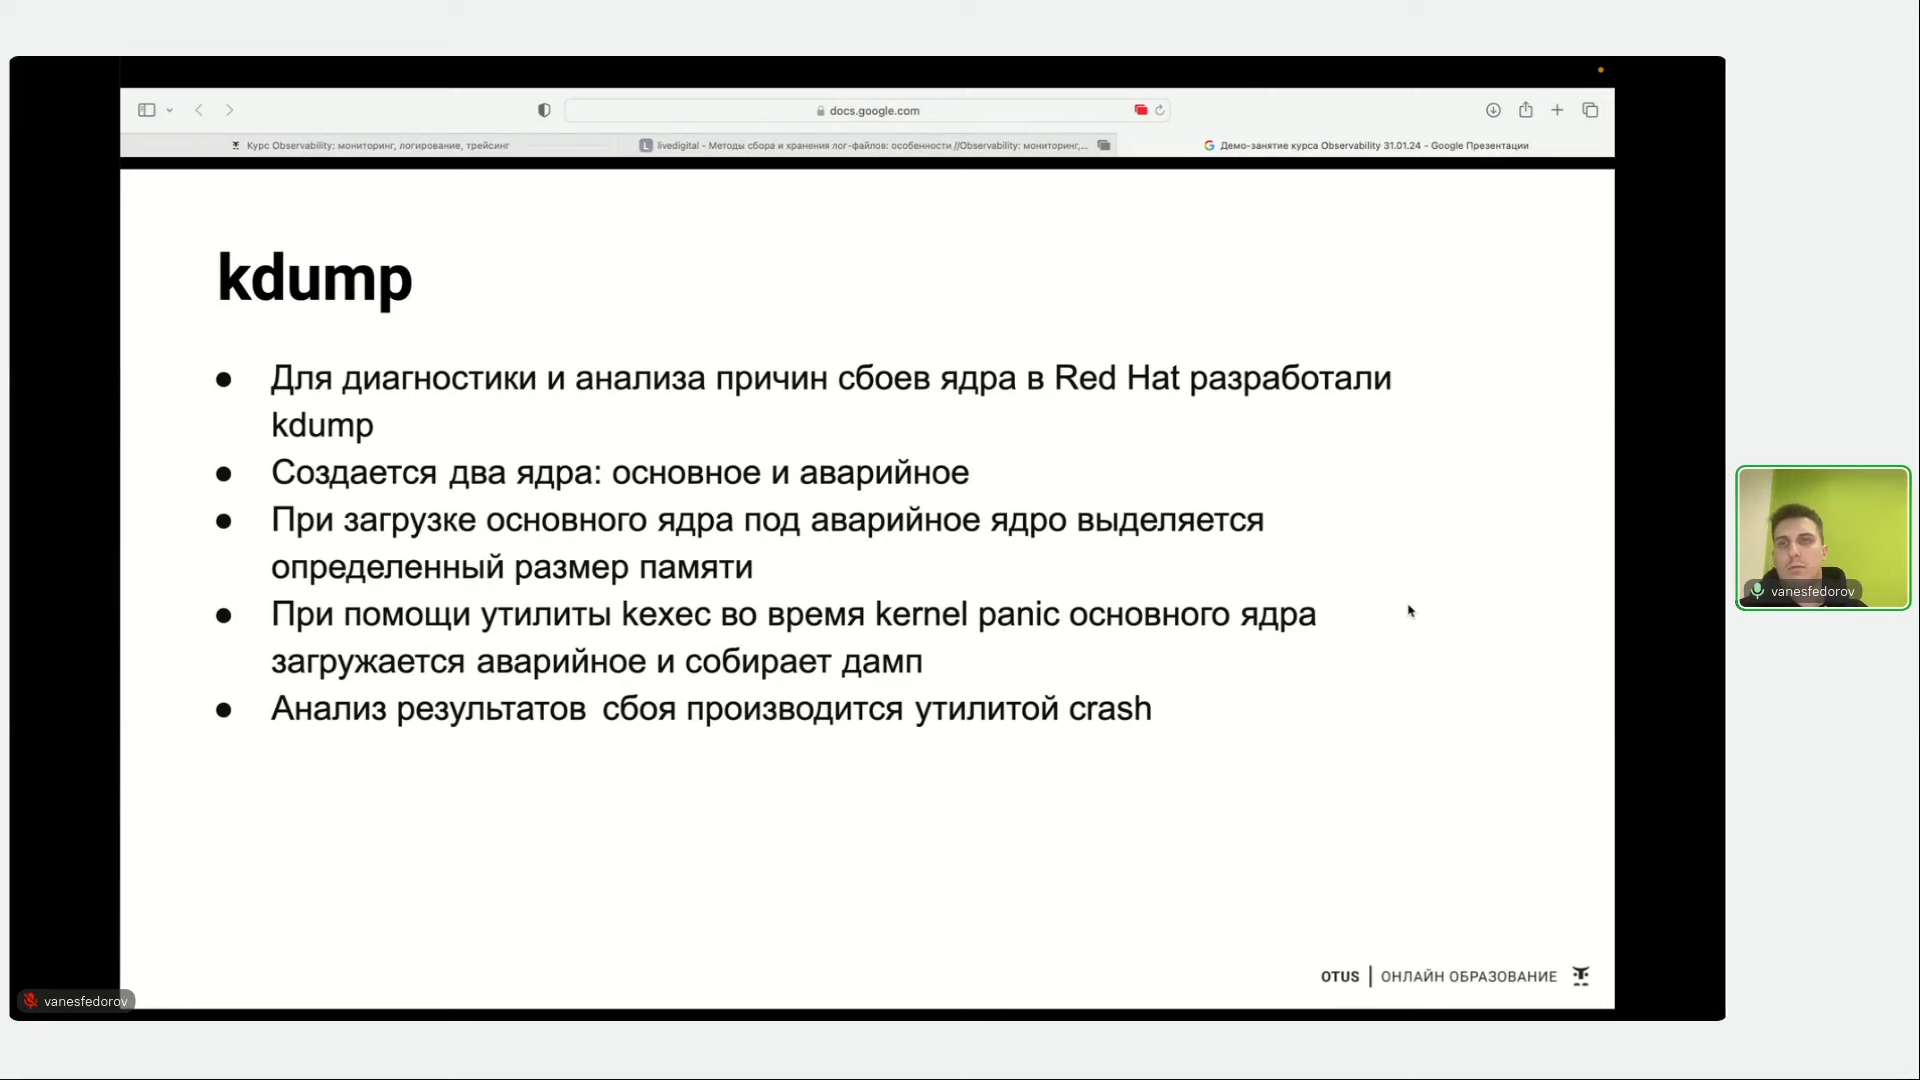 docs.google.com
Курс Observability: мониторинг, логирование, трейсинг
livedigital - Методы сбора и хранения лог-файлов: особенности //Observability: мониторинг,...
Демо-занятие курса Observability 31.01.24 - Google Презентации
kdump
● Для диагностики и анализа причин сбоев ядра в Red Hat разработали
kdump
● Создается два ядра: основное и аварийное
● При загрузке основного ядра под аварийное ядро выделяется
определенный размер памяти
● При помощи утилиты kexec во время kernel panic основного ядра
загружается аварийное и собирает дамп
● Анализ результатов сбоя производится утилитой crash
vanesfedorov
OTUS | ОНЛАЙН ОБРАЗОВАНИЕ
vanesfedorov